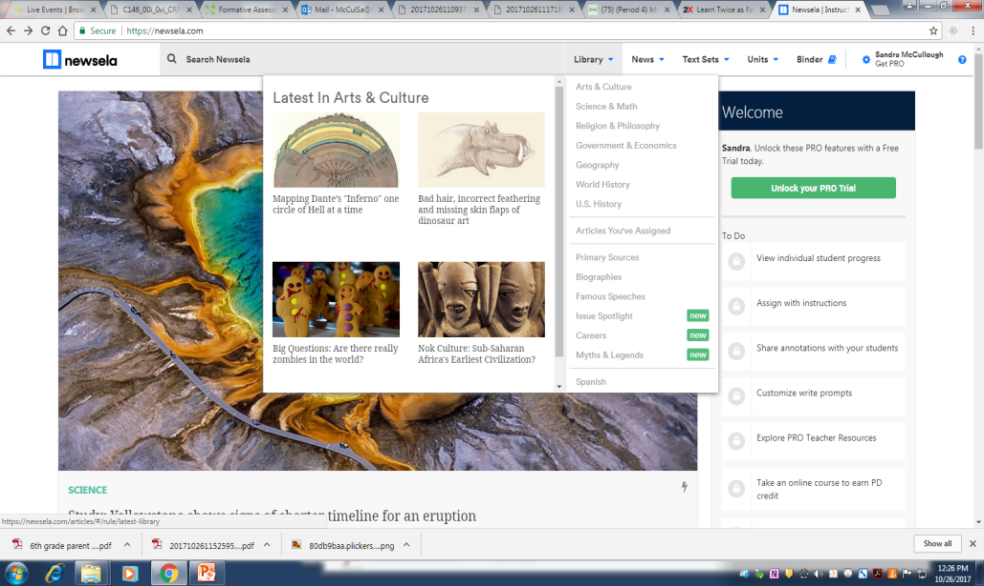 Live Events | Brow
C146_00i_0vi_CRF
Formative Assess
Mail - McCulSa@
20171026110937
20171026111718
(75) (Period 4) M
Learn Twice as Fa
Newsela | Instruct
Secure | https://newsela.com
newsela
Search Newsela
Library
News
Text Sets
Units
Binder
Sandra McCullough
Get PRO
Latest In Arts & Culture
Mapping Dante's "Inferno" one
circle of Hell at a time
Bad hair, incorrect feathering
and missing skin flaps of
dinosaur art
Big Questions: Are there really
zombies in the world?
Nok Culture: Sub-Saharan
Africa's Earliest Civilization?
Arts & Culture
Science & Math
Religion & Philosophy
Government & Economics
Geography
World History
U.S. History
Articles You've Assigned
Primary Sources
Biographies
Famous Speeches
Issue Spotlight new
Careers new
Myths & Legends new
Spanish
Welcome
Sandra. Unlock these PRO features with a Free
Trial today.
Unlock your PRO Trial
To Do
View individual student progress
Assign with instructions
Share annotations with your students
Customize write prompts
Explore PRO Teacher Resources
Take an online course to earn PD
credit
SCIENCE
Study: Yellowstone shows signs of shorter timeline for an eruption
https://newsela.com/articles/#/rule/latest-library
6th grade parent ....pdf
201710261152595....pdf
80db9baa.plickers....png
Show all
12:26 PM
10/26/2017